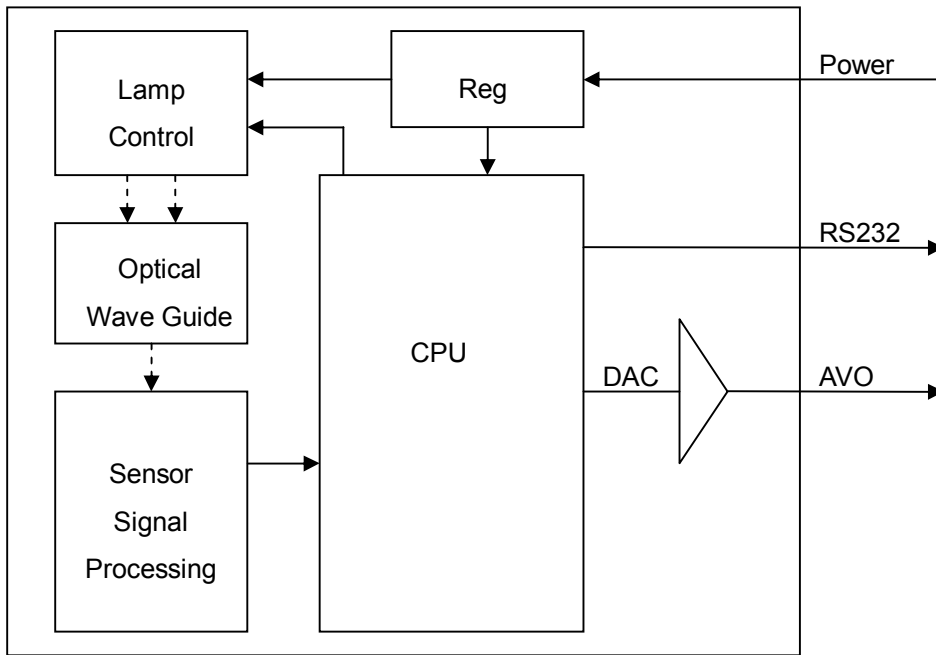 Lamp
Control
Reg
Power
Optical
Wave Guide
CPU
RS232
DAC
AVO
Sensor
Signal
Processing